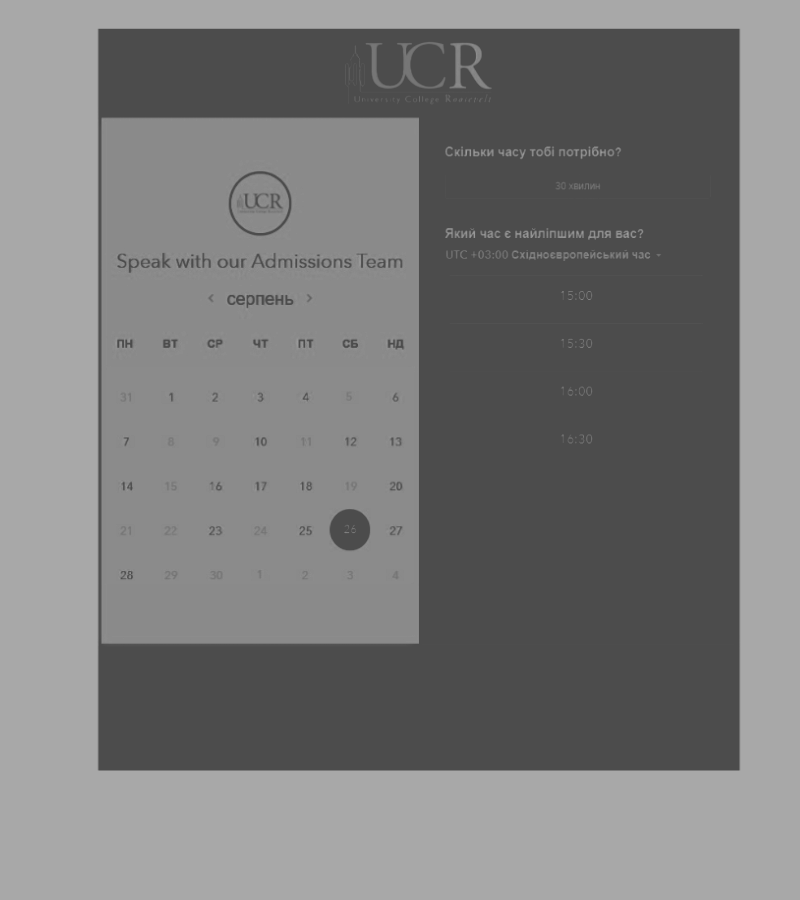 UCR
University College Roosevelt
UCR
Speak with our Admissions Team
< серпень >
ПН ВТ СР ЧТ ПТ СБ НД
31 1 2 3 4 5 6
7 8 9 10 11 12 13
14 15 16 17 18 19 20
21 22 23 24 25 26 27
28 29 30 1 2 3 4
Скільки часу тобі потрібно?
30 хвилин
Який час є найліпшим для вас?
UTC +03:00 Східноєвропейський час
15:00
15:30
16:00
16:30